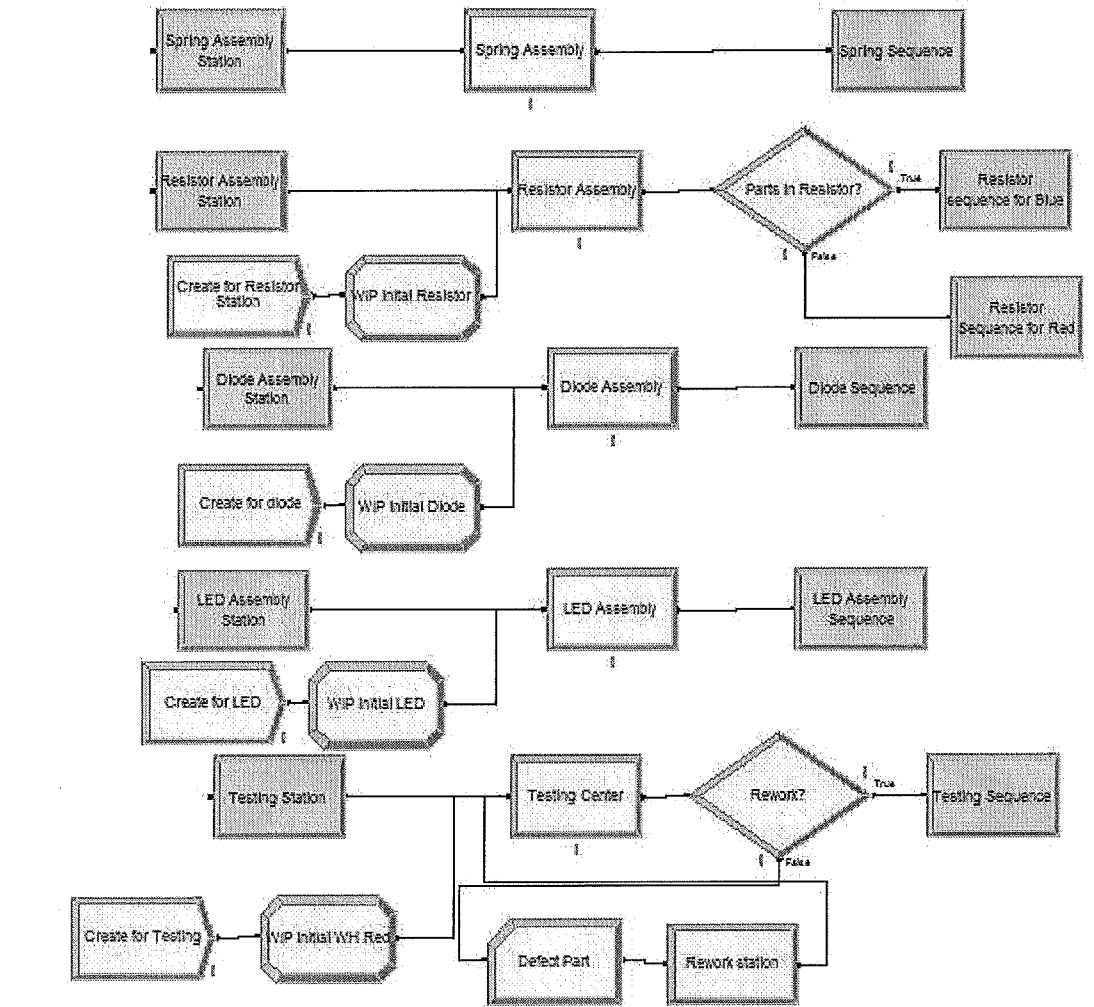 Spring Assembly
Station
Spring Assembly
Spring Sequence
Resistor Assembly
Station
Resistor Assembly
Parts in Resistor?
True
False
Resistor
sequence for Blue
Create for Resistor
Station
WIP Inital Resistor
Resistor
Sequence for Red
Diode Assembly
Station
Diode Assembly
Diode Sequence
Create for diode
WIP Initial Diode
LED Assembly
Station
LED Assembly
LED Assembly
Sequence
Create for LED
WIP Initial LED
Testing Station
Testing Center
Rework?
True
False
Testing Sequence
Create for Testing
WIP Initial WH Red
Defect Part
Rework station